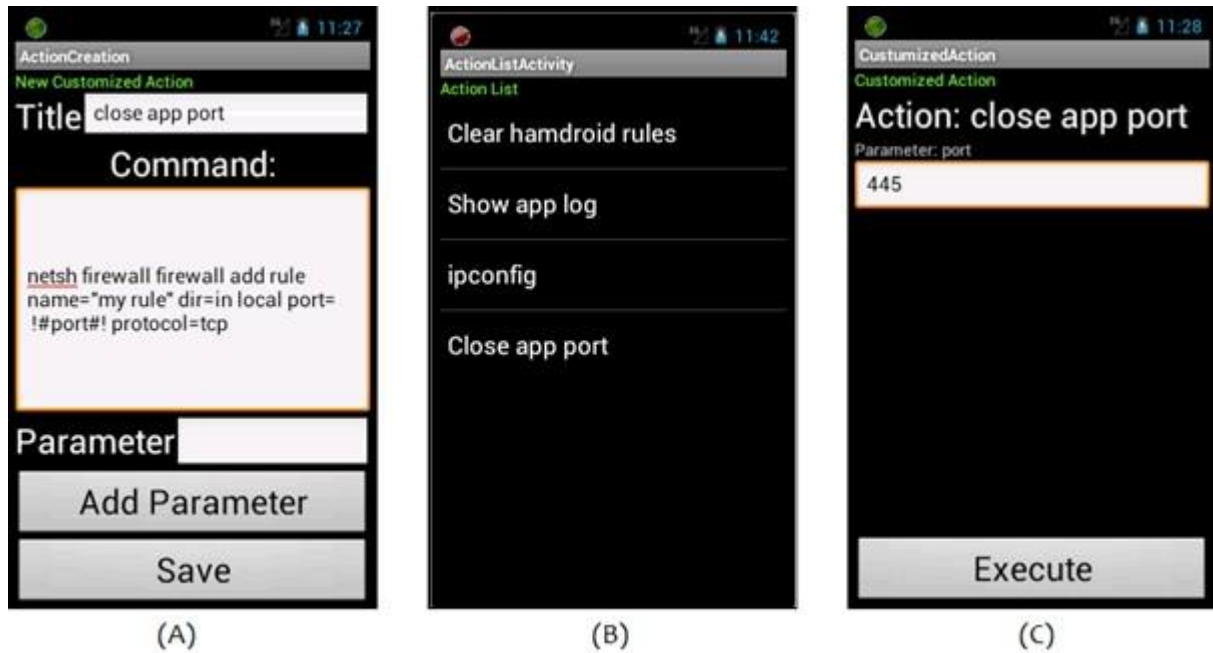 11:27
ActionCreation
New Customized Action
Title close app port
Command:
netsh firewall firewall add rule
name="my rule" dir=in local port=
!#port#! protocol=tcp
Parameter
Add Parameter
Save
(A)
11:42
ActionListActivity
Action List
Clear hamdroid rules
Show app log
ipconfig
Close app port
(B)
11:28
CustumizedAction
Customized Action
Action: close app port
Parameter: port
445
Execute
(C)